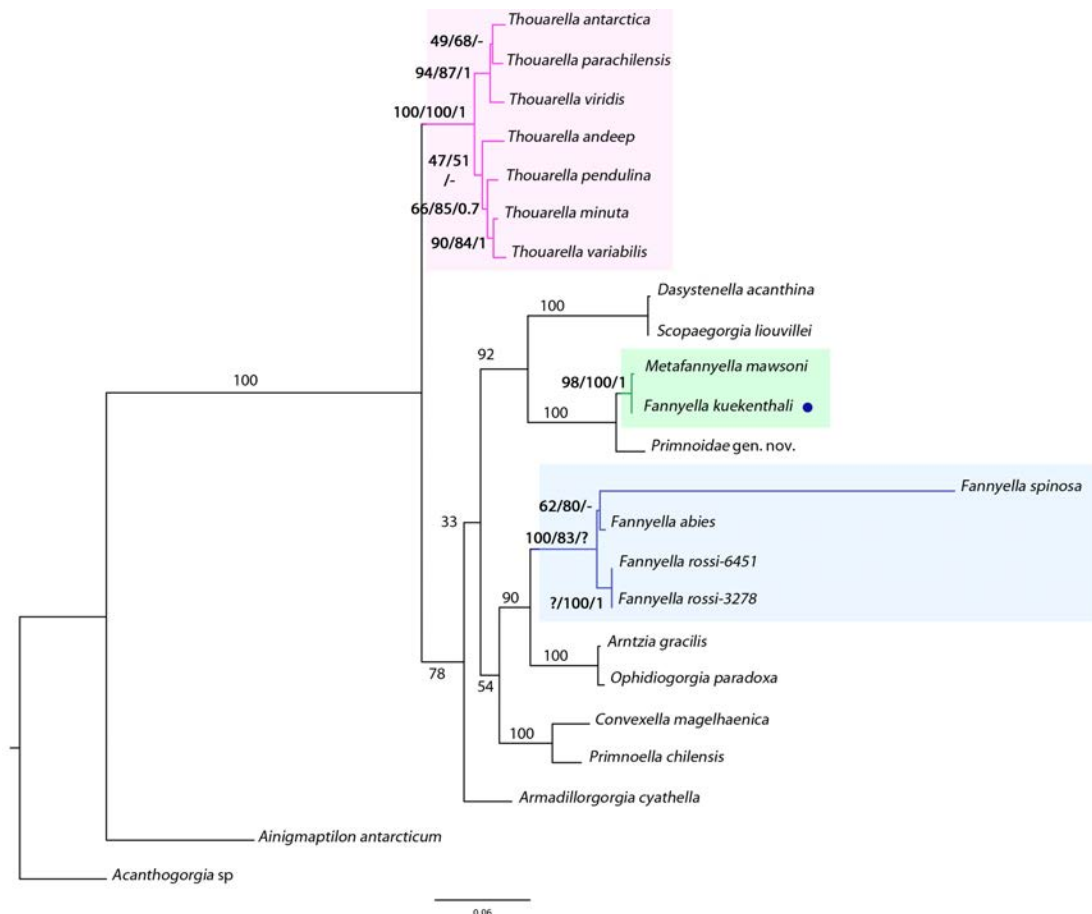 Thouarella antarctica
49/68/-
Thouarella parachilensis
94/87/1
Thouarella viridis
100/100/1
Thouarella andeep
47/51
/-
Thouarella pendulina
66/85/0.7
Thouarella minuta
90/84/1
Thouarella variabilis
Dasystenella acanthina
100
Scopaegorgia liouvillei
92
Metafannyella mawsoni
98/100/1
100
Fannyella kuekenthali
100
Primnoidae gen. nov.
Fannyella spinosa
62/80/-
Fannyella abies
33
100/83/?
Fannyella rossi-6451
90
?/100/1
Fannyella rossi-3278
Arntzia gracilis
100
78
Ophidiogorgia paradoxa
54
Convexella magelhaenica
100
Primnoella chilensis
Armadillorgorgia cyathella
Ainigmaptilon antarcticum
Acanthogorgia sp
0.06